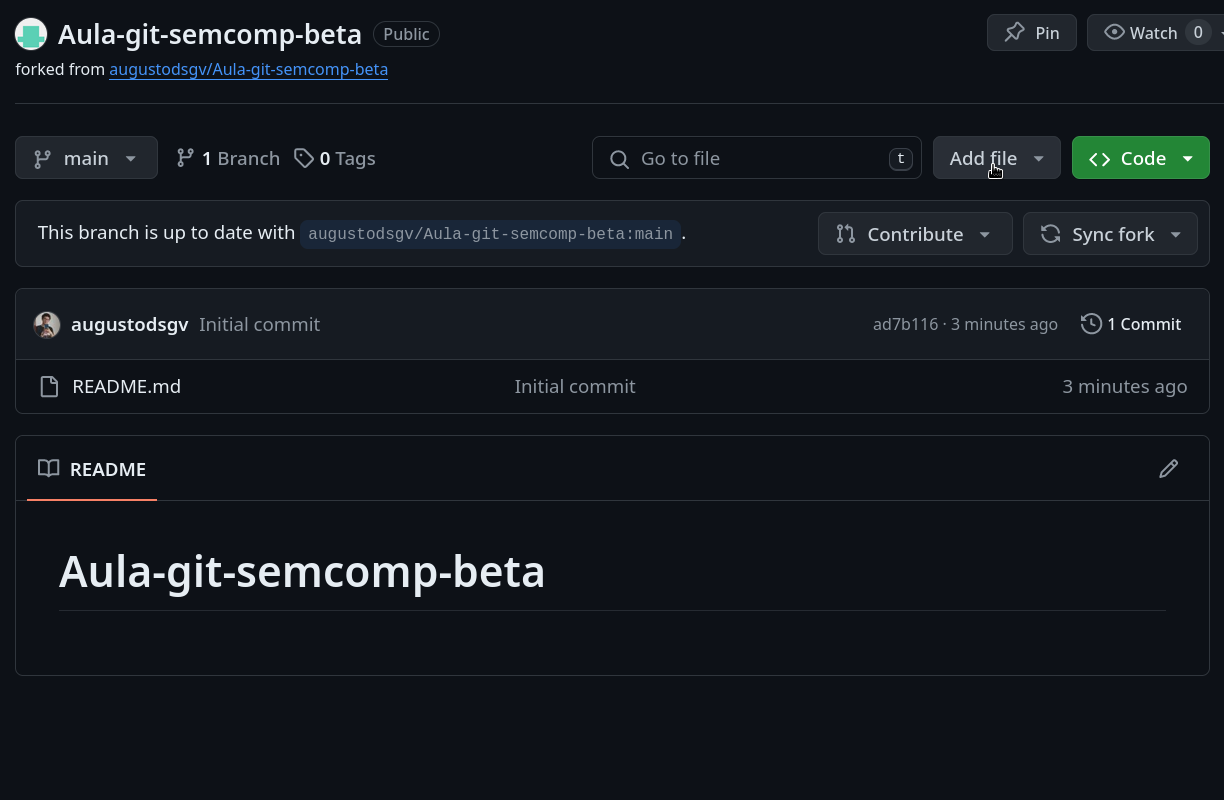 Aula-git-semcomp-beta Public Pin Watch 0
forked from augustodsgv/Aula-git-semcomp-beta
main 1 Branch 0 Tags Go to file t Add file Code
This branch is up to date with augustodsgv/Aula-git-semcomp-beta:main. Contribute Sync fork
augustodsgv Initial commit ad7b116 · 3 minutes ago 1 Commit
README.md Initial commit 3 minutes ago
README
Aula-git-semcomp-beta